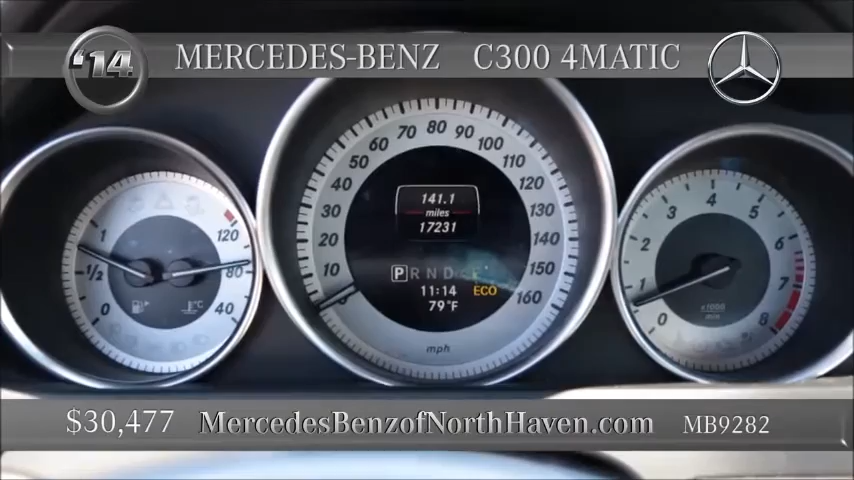 '14 MERCEDES-BENZ C300 4MATIC
1 ½ 0
120 80 40
°C
10 20 30 40 50 60 70 80 90 100 110 120 130 140 150 160
141.1
miles
17231
P R N D
11:14 ECO
79°F
mph
0 1 2 3 4 5 6 7 8
x1000
$30,477 MercedesBenzofNorthHaven.com MB9282